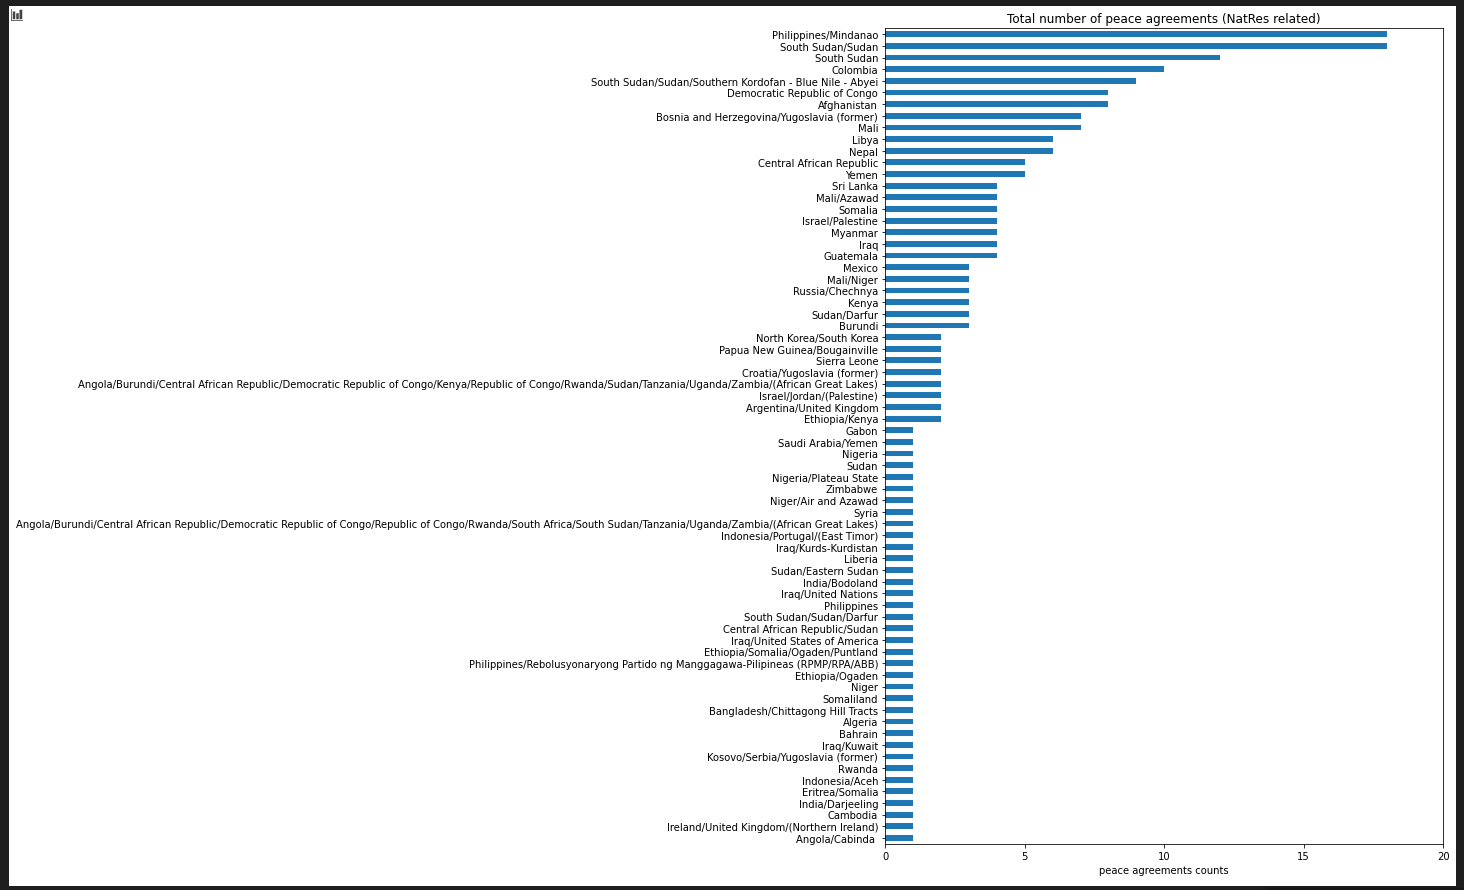 Total number of peace agreements (NatRes related)
Philippines/Mindanao
South Sudan/Sudan
South Sudan
Colombia
South Sudan/Sudan/Southern Kordofan - Blue Nile - Abyei
Democratic Republic of Congo
Afghanistan
Bosnia and Herzegovina/Yugoslavia (former)
Mali
Libya
Nepal
Central African Republic
Yemen
Sri Lanka
Mali/Azawad
Somalia
Israel/Palestine
Myanmar
Iraq
Guatemala
Mexico
Mali/Niger
Russia/Chechnya
Kenya
Sudan/Darfur
Burundi
North Korea/South Korea
Papua New Guinea/Bougainville
Sierra Leone
Croatia/Yugoslavia (former)
Angola/Burundi/Central African Republic/Democratic Republic of Congo/Kenya/Republic of Congo/Rwanda/Sudan/Tanzania/Uganda/Zambia/(African Great Lakes)
Israel/Jordan/(Palestine)
Argentina/United Kingdom
Ethiopia/Kenya
Gabon
Saudi Arabia/Yemen
Nigeria
Sudan
Nigeria/Plateau State
Zimbabwe
Niger/Air and Azawad
Syria
Angola/Burundi/Central African Republic/Democratic Republic of Congo/Republic of Congo/Rwanda/South Africa/South Sudan/Tanzania/Uganda/Zambia/(African Great Lakes)
Indonesia/Portugal/(East Timor)
Iraq/Kurds-Kurdistan
Liberia
Sudan/Eastern Sudan
India/Bodoland
Iraq/United Nations
Philippines
South Sudan/Sudan/Darfur
Central African Republic/Sudan
Iraq/United States of America
Ethiopia/Somalia/Ogaden/Puntland
Philippines/Rebolusyonaryong Partido ng Manggagawa-Pilipineas (RPMP/RPA/ABB)
Ethiopia/Ogaden
Niger
Somaliland
Bangladesh/Chittagong Hill Tracts
Algeria
Bahrain
Iraq/Kuwait
Kosovo/Serbia/Yugoslavia (former)
Rwanda
Indonesia/Aceh
Eritrea/Somalia
India/Darjeeling
Cambodia
Ireland/United Kingdom/(Northern Ireland)
Angola/Cabinda
0 5 10 15 20
peace agreements counts